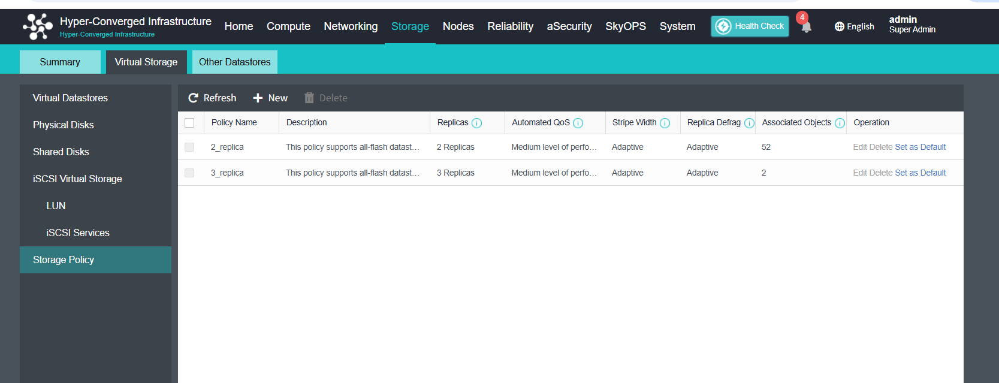 Hyper-Converged Infrastructure
Hyper-Converged Infrastructure
Home Compute Networking Storage Nodes Reliability aSecurity SkyOPS System Health Check 4 English admin
Super Admin
Summary Virtual Storage Other Datastores
Virtual Datastores
Physical Disks
Shared Disks
iSCSI Virtual Storage
LUN
iSCSI Services
Storage Policy
Refresh New Delete
Policy Name Description Replicas Automated QoS Stripe Width Replica Defrag Associated Objects Operation
2_replica This policy supports all-flash datast... 2 Replicas Medium level of perfo... Adaptive Adaptive 52 Edit Delete Set as Default
3_replica This policy supports all-flash datast... 3 Replicas Medium level of perfo... Adaptive Adaptive 2 Edit Delete Set as Default